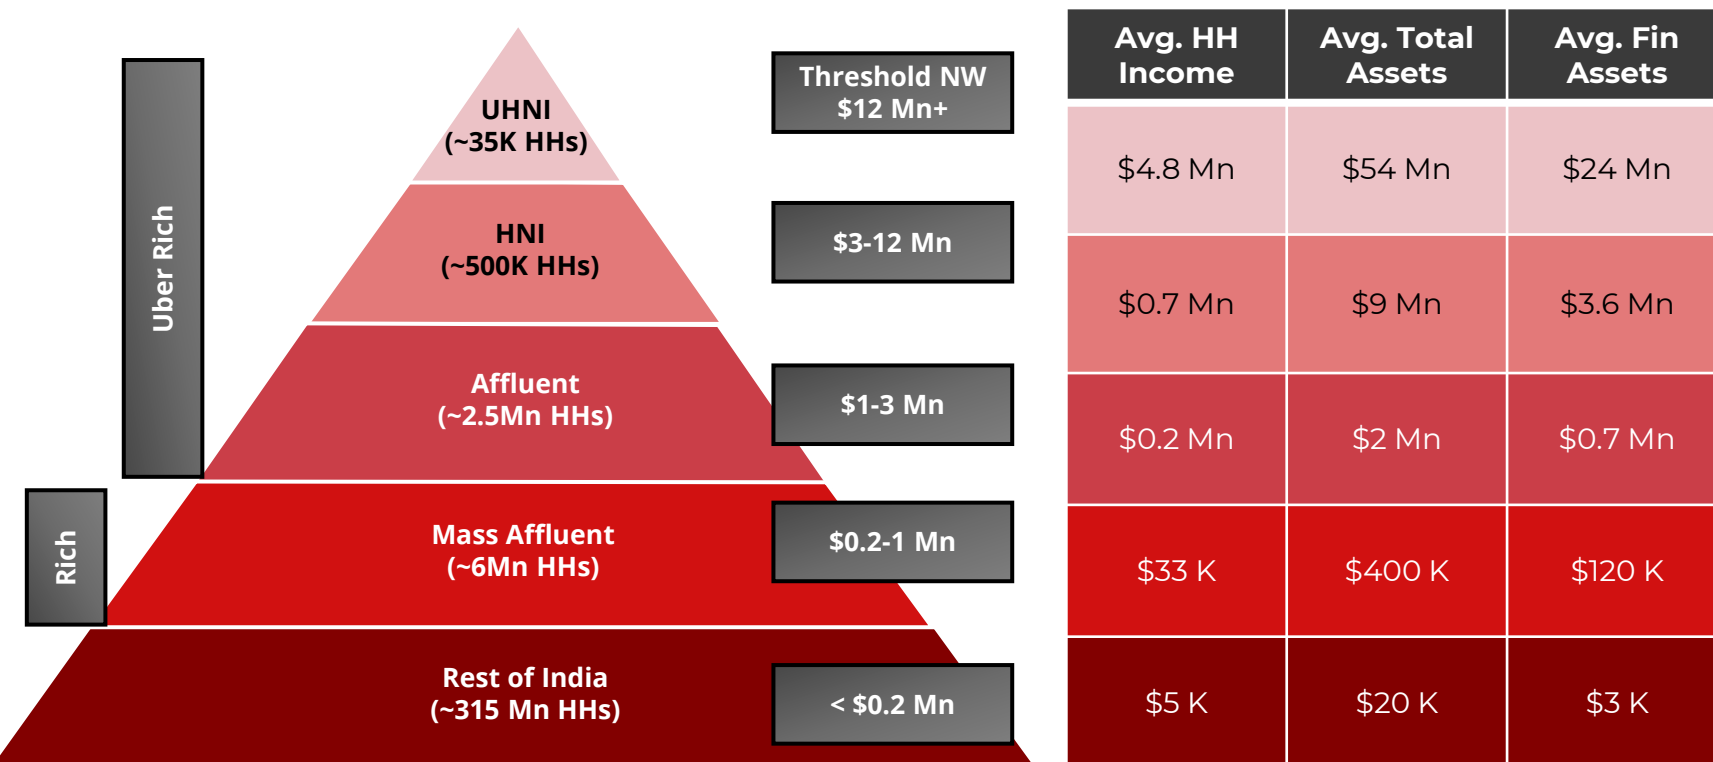 Uber Rich
Rich
UHNI
(~35K HHs)
HNI
(~500K HHs)
Affluent
(~2.5Mn HHs)
Mass Affluent
(~6Mn HHs)
Rest of India
(~315 Mn HHs)
Threshold NW
$12 Mn+
$3-12 Mn
$1-3 Mn
$0.2-1 Mn
< $0.2 Mn
Avg. HH
Income
Avg. Total
Assets
Avg. Fin
Assets
$4.8 Mn
$54 Mn
$24 Mn
$0.7 Mn
$9 Mn
$3.6 Mn
$0.2 Mn
$2 Mn
$0.7 Mn
$33 K
$400 K
$120 K
$5 K
$20 K
$3 K